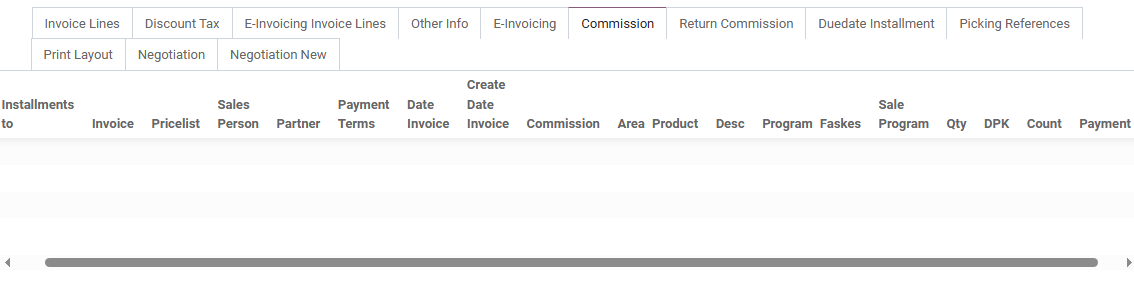 Invoice Lines Discount Tax E-Invoicing Invoice Lines Other Info E-Invoicing Commission Return Commission Duedate Installment Picking References
Print Layout Negotiation Negotiation New
Installments to Invoice Pricelist Sales Person Partner Payment Terms Date Invoice Create Date Invoice Commission Area Product Desc Program Faskes Sale Program Qty DPK Count Payment